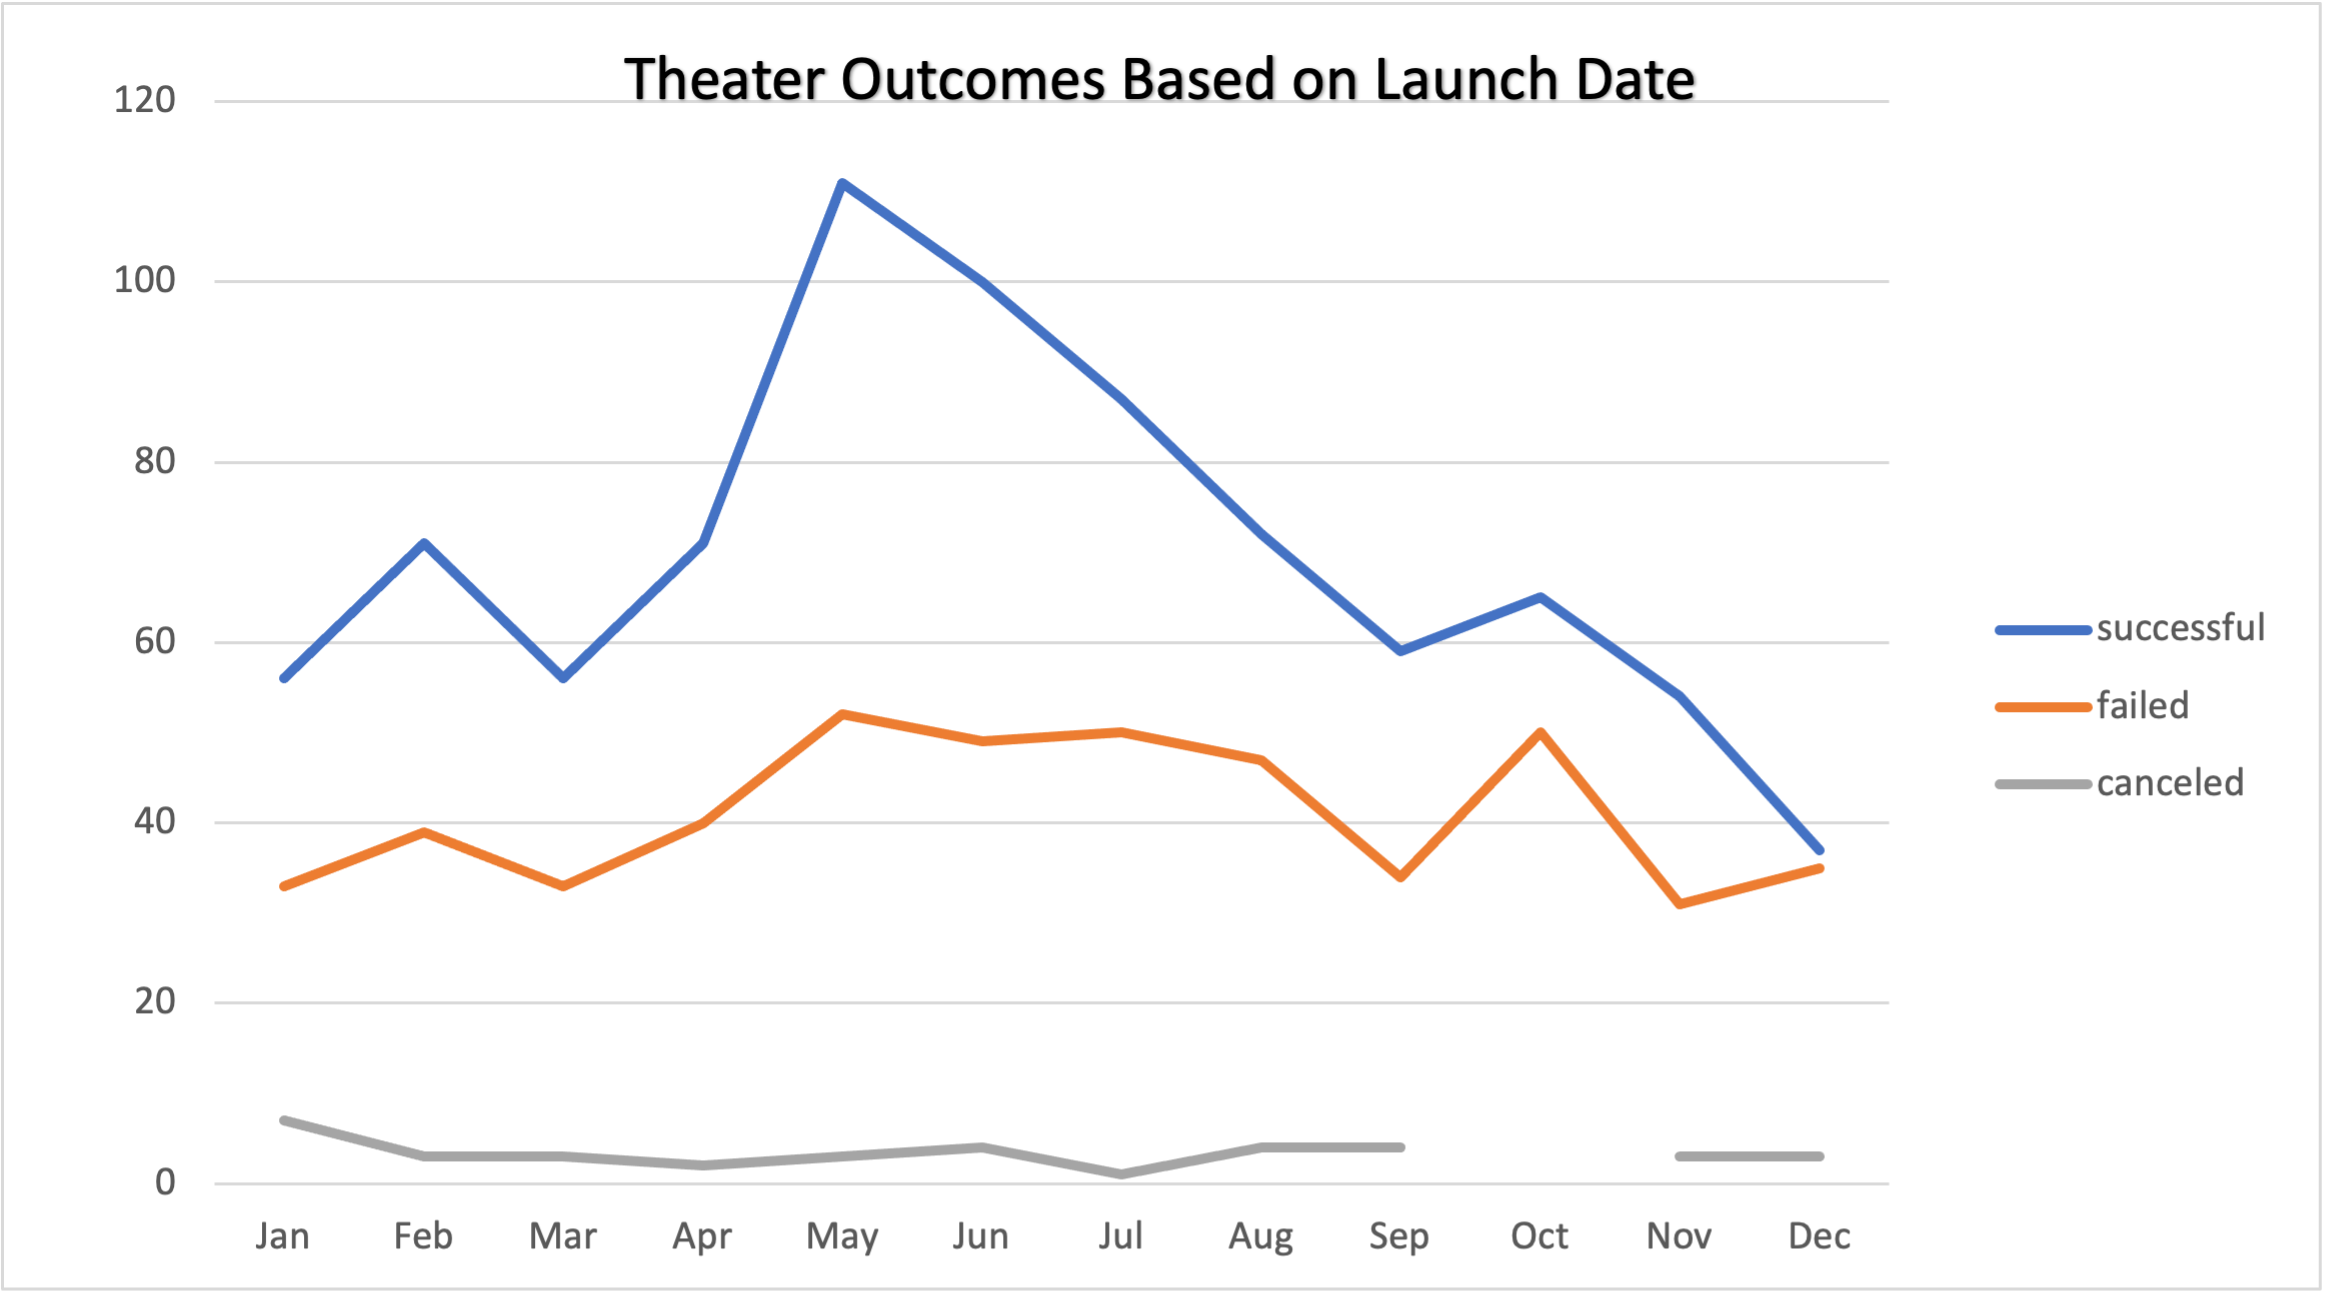 Theater Outcomes Based on Launch Date
120
100
80
60
40
20
0
Jan Feb Mar Apr May Jun Jul Aug Sep Oct Nov Dec
successful
failed
canceled